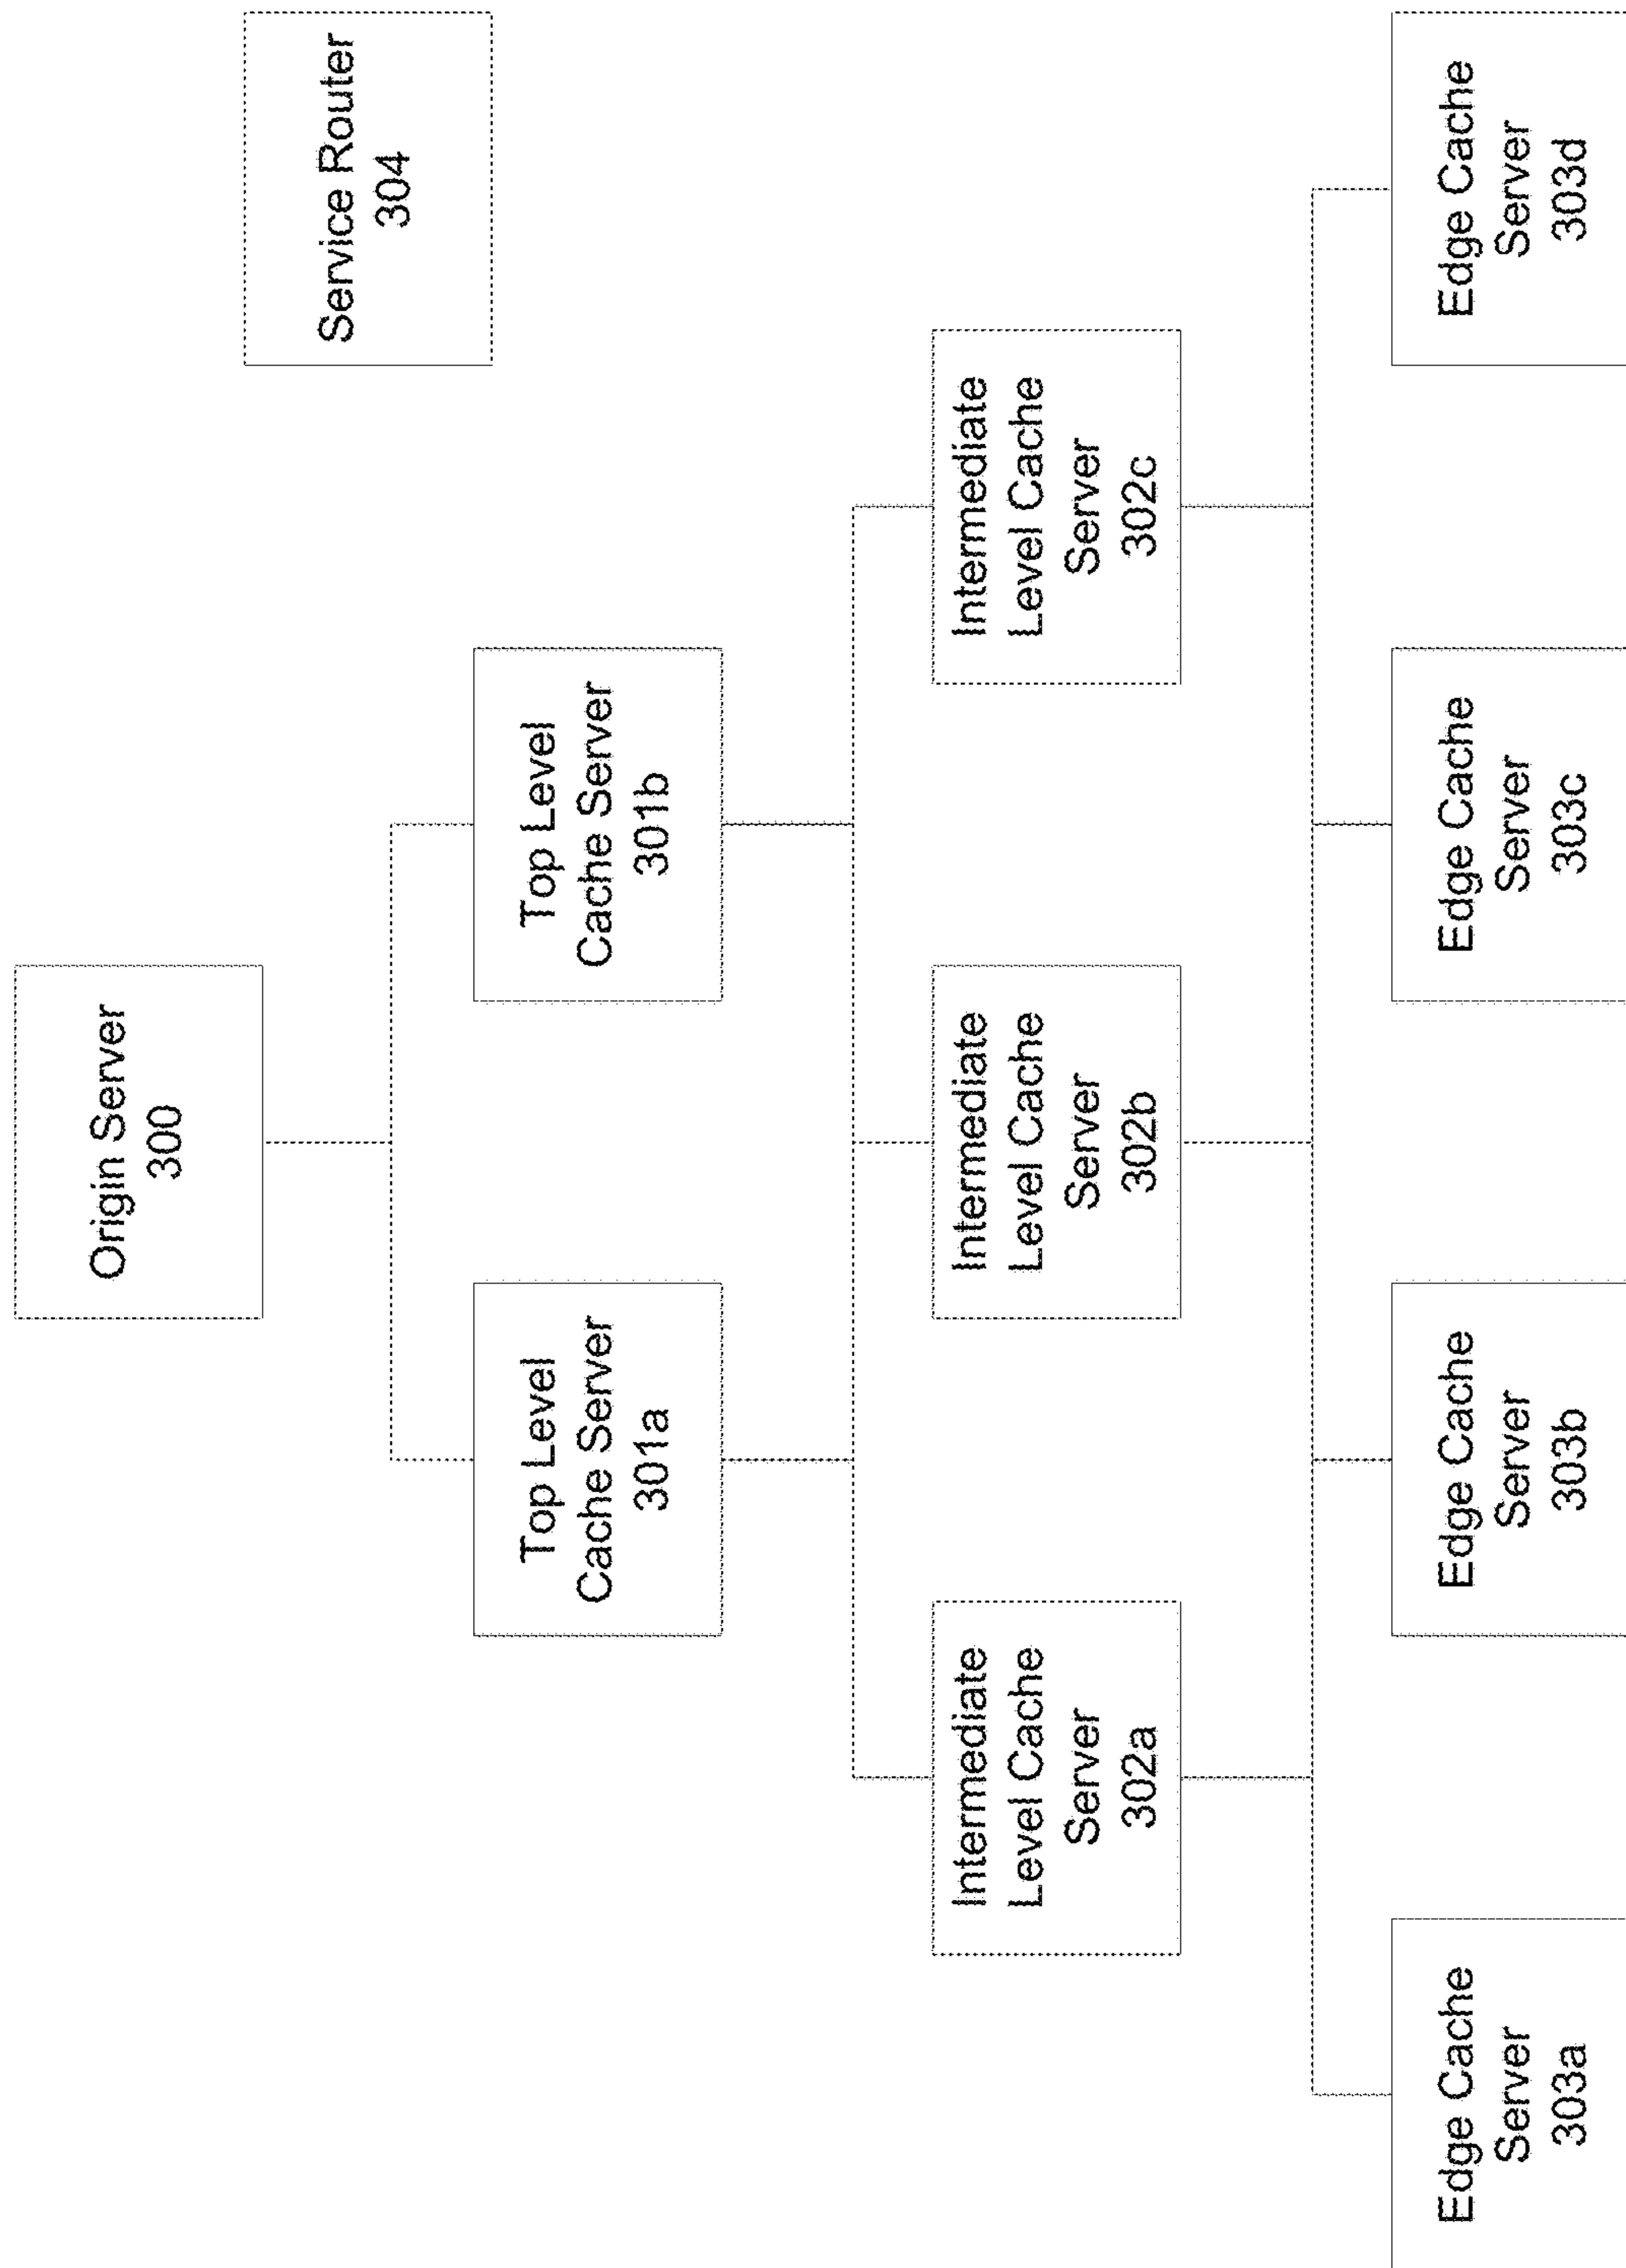 Origin Server
300
Service Router
304
Top Level
Cache Server
301a
Top Level
Cache Server
301b
Intermediate
Level Cache
Server
302a
Intermediate
Level Cache
Server
302b
Intermediate
Level Cache
Server
302c
Edge Cache
Server
303a
Edge Cache
Server
303b
Edge Cache
Server
303c
Edge Cache
Server
303d